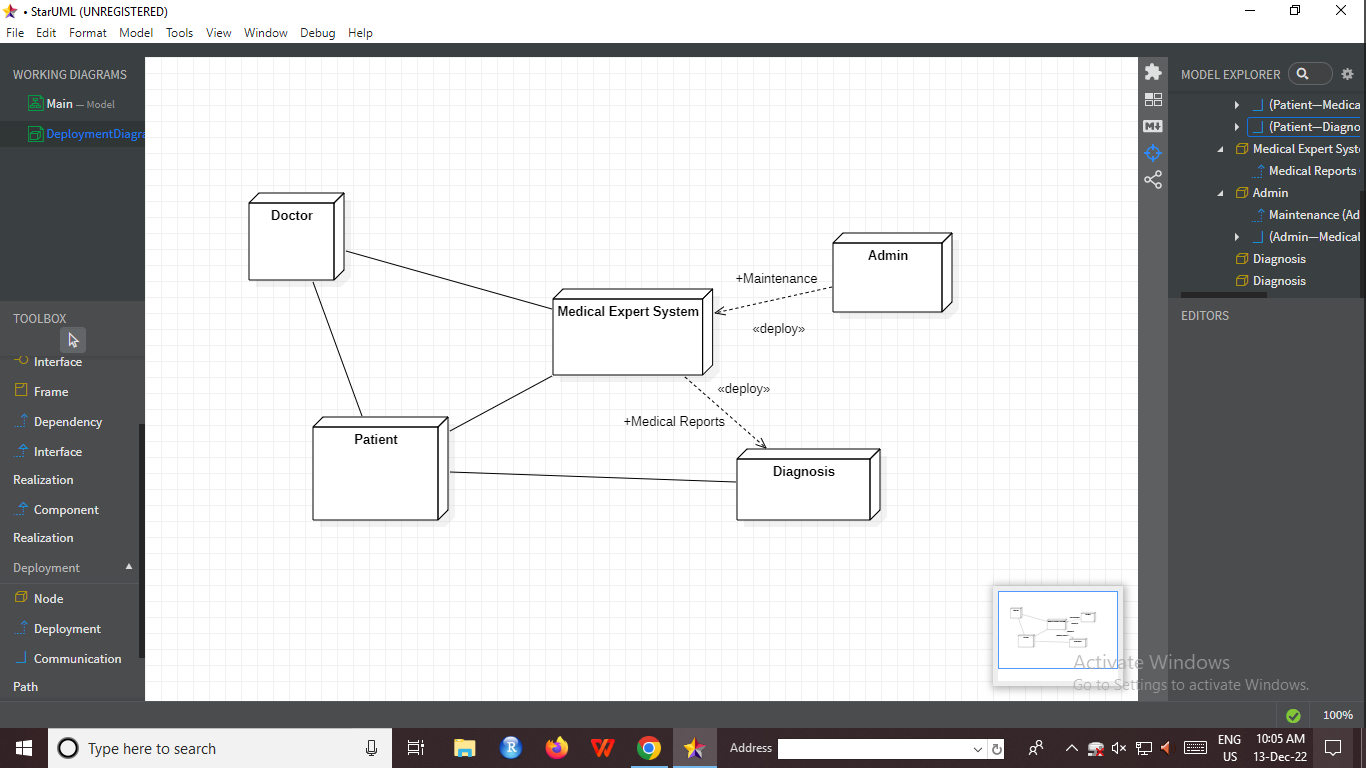 • StarUML (UNREGISTERED)
File Edit Format Model Tools View Window Debug Help
WORKING DIAGRAMS
Main — Model
DeploymentDiagra
TOOLBOX
Interface
Frame
Dependency
Interface
Realization
Component
Realization
Deployment
Node
Deployment
Communication
Path
Doctor
Admin
+Maintenance
Medical Expert System
«deploy»
«deploy»
+Medical Reports
Patient
Diagnosis
MODEL EXPLORER
(Patient—Medica
(Patient—Diagno
Medical Expert Syst
Medical Reports
Admin
Maintenance (Ad
(Admin—Medical
Diagnosis
Diagnosis
EDITORS
M
Activate Windows
Go to Settings to activate Windows.
100%
Type here to search
R
W
Address
ENG
US
10:05 AM
13-Dec-22